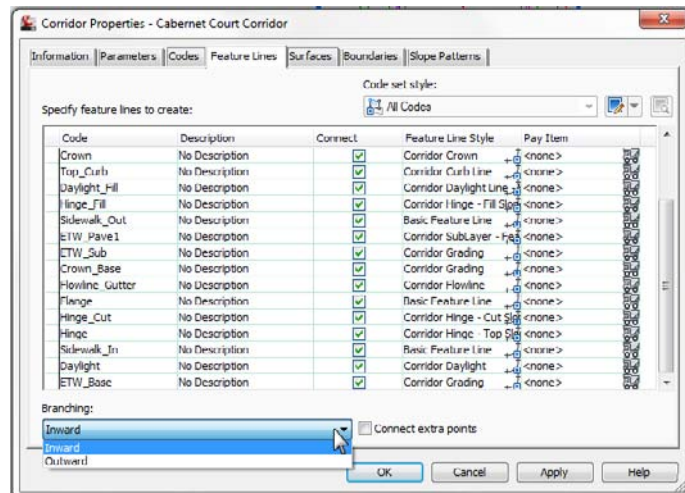 Corridor Properties - Cabernet Court Corridor
Information Parameters Codes Feature Lines Surfaces Boundaries Slope Patterns
Code set style:
Specify feature lines to create:
All Codes
Code Description Connect Feature Line Style Pay Item
Crown No Description Corridor Crown <none>
Top_Curb No Description Corridor Curb Line <none>
Daylight_Fill No Description Corridor Daylight Line <none>
Hinge_Fill No Description Corridor Hinge - Fill Slop <none>
Sidewalk_Out No Description Basic Feature Line <none>
ETW_Pave1 No Description Corridor SubLayer - <none>
ETW_Sub No Description Corridor Grading <none>
Crown_Base No Description Corridor Grading <none>
Flowline_Gutter No Description Corridor Flowline <none>
Flange No Description Basic Feature Line <none>
Hinge_Cut No Description Corridor Hinge - Cut <none>
Hinge No Description Corridor Hinge - Top <none>
Sidewalk_In No Description Basic Feature Line <none>
Daylight No Description Corridor Daylight <none>
ETW_Base No Description Corridor Grading <none>
Branching:
Inward
Connect extra points
Inward
Outward
OK Cancel Apply Help